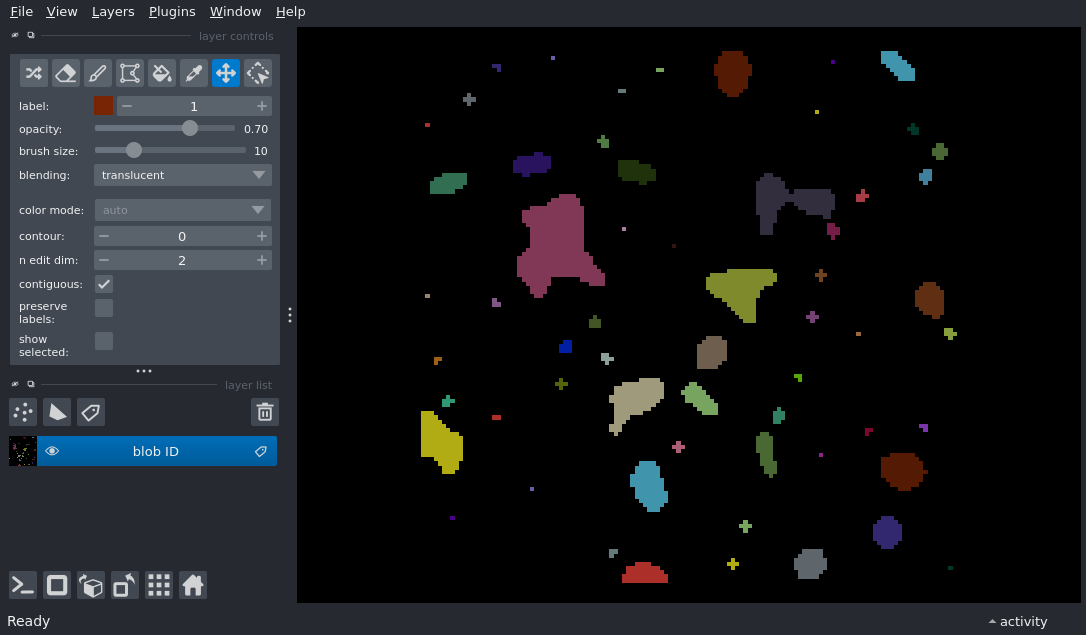 File View Layers Plugins Window Help
layer controls
label: 1
opacity: 0.70
brush size: 10
blending: translucent
color mode: auto
contour: 0
n edit dim: 2
contiguous:
preserve
labels:
show
selected:
layer list
blob ID
Ready activity